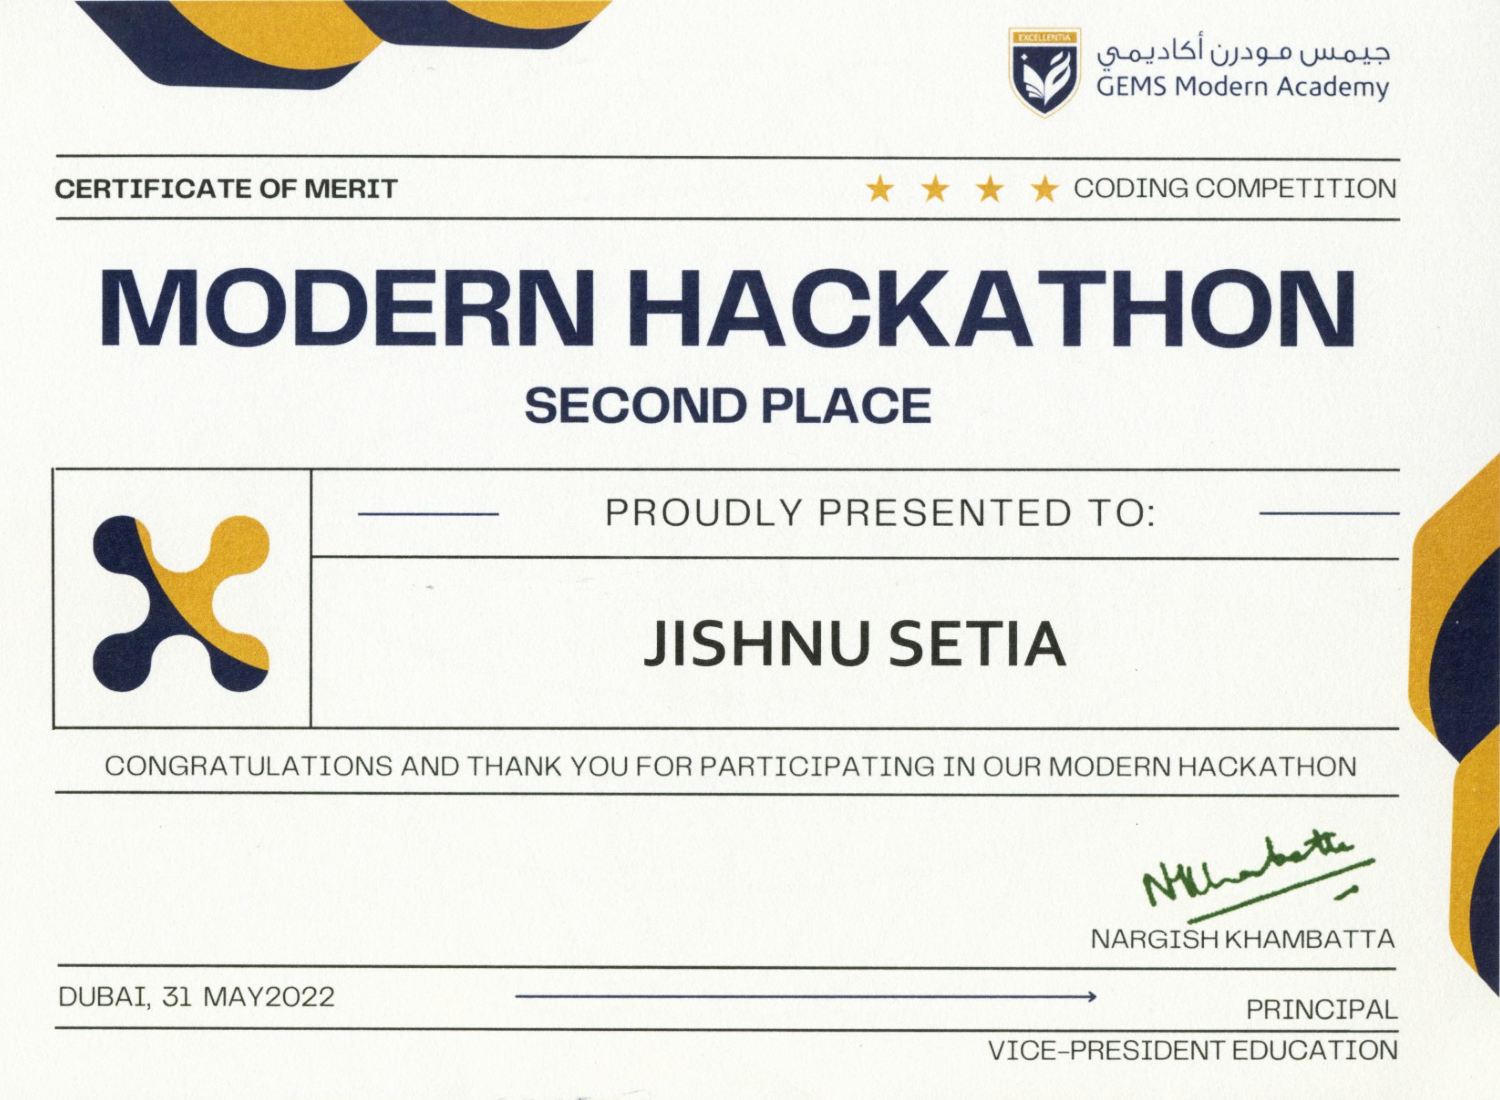 EXCELLENTIA
جيمس مودرن أكاديمي
GEMS Modern Academy
CERTIFICATE OF MERIT
CODING COMPETITION
MODERN HACKATHON
SECOND PLACE
PROUDLY PRESENTED TO:
JISHNU SETIA
CONGRATULATIONS AND THANK YOU FOR PARTICIPATING IN OUR MODERN HACKATHON
NKhambatta
NARGISH KHAMBATTA
DUBAI, 31 MAY2022
PRINCIPAL
VICE-PRESIDENT EDUCATION